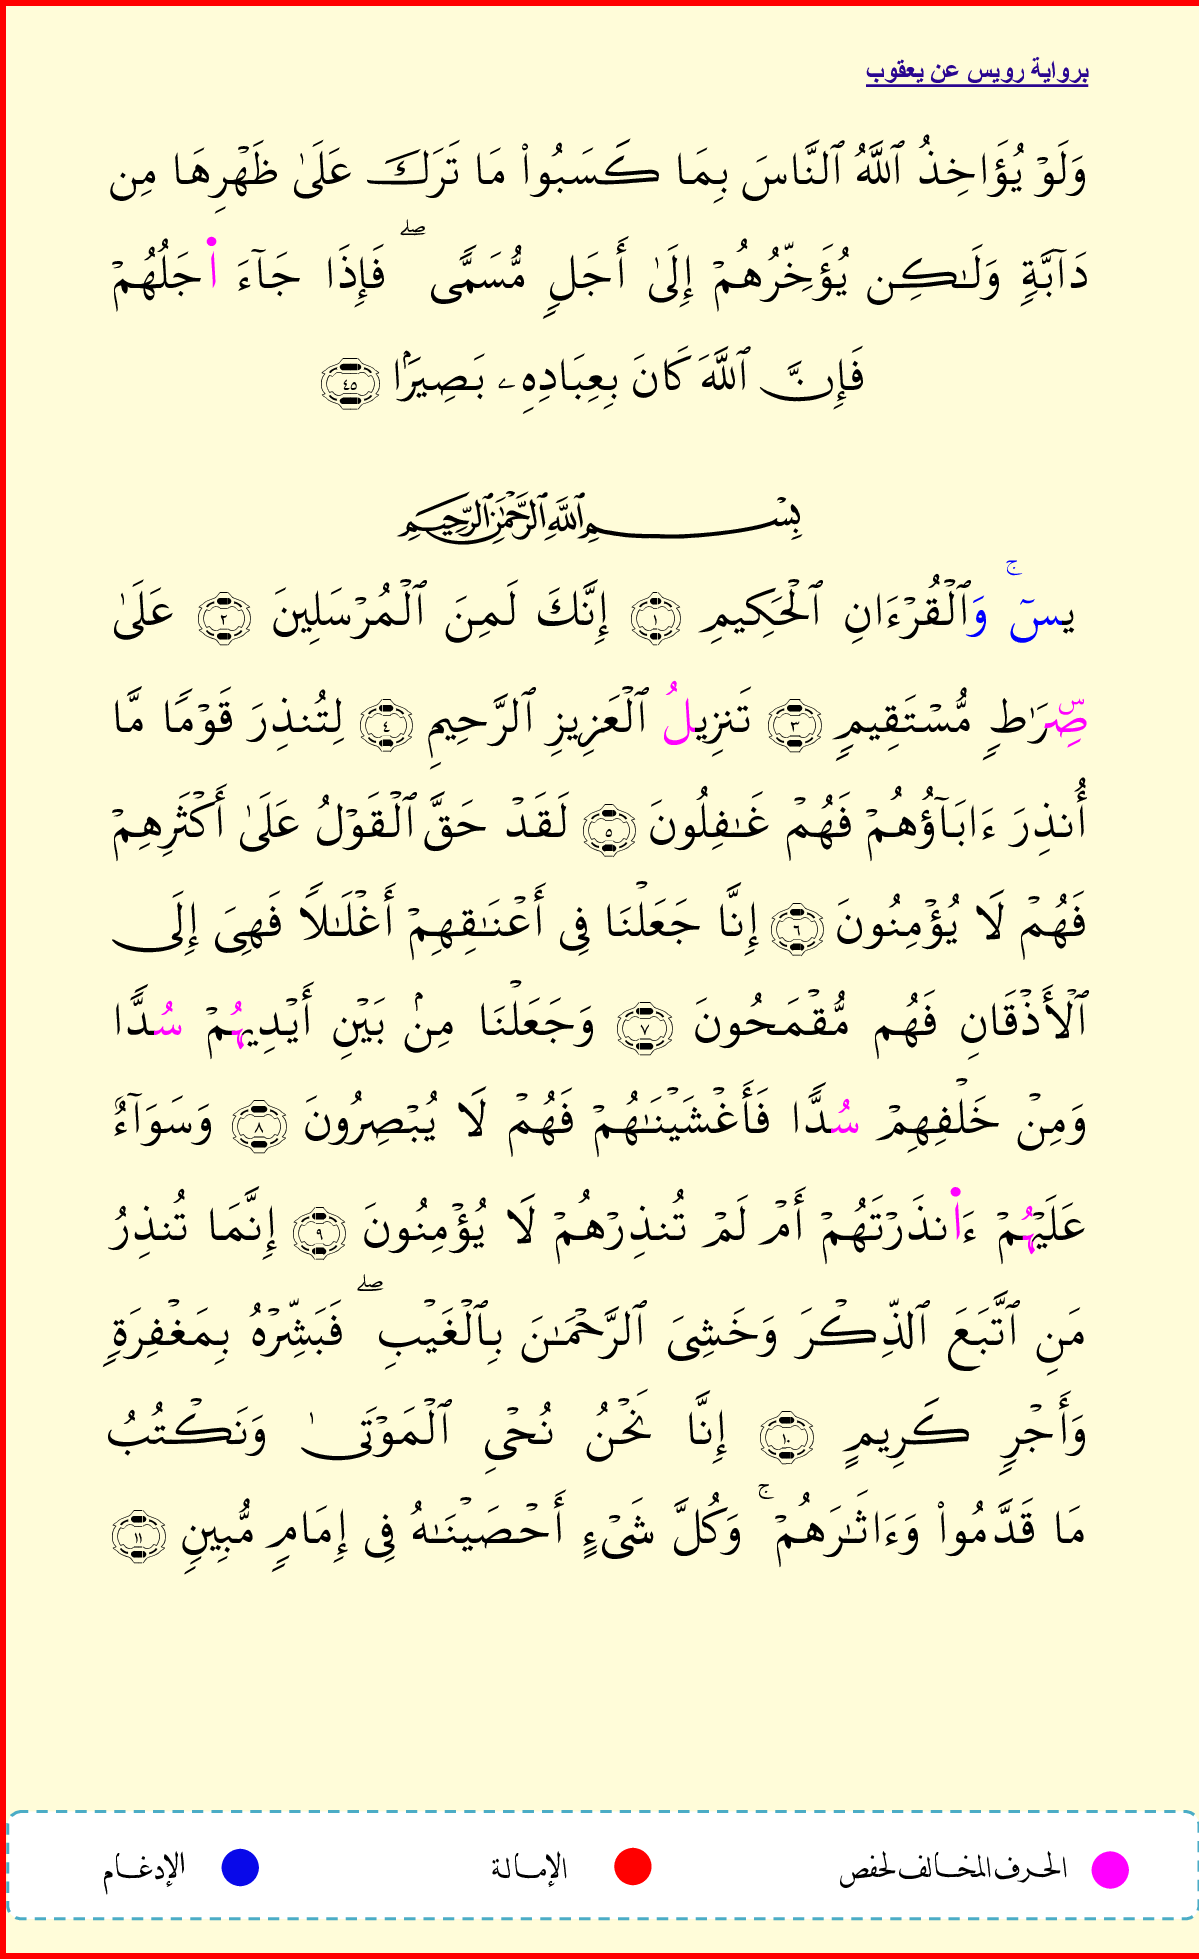 برواية رويس عن يعقوب
وَلَوۡ يُؤَاخِذُ ٱللَّهُ ٱلنَّاسَ بِمَا كَسَبُواْ مَا تَرَكَ عَلَىٰ ظَهۡرِهَا مِن
دَآبَّةٖ وَلَٰكِن يُؤَخِّرُهُمۡ إِلَىٰٓ أَجَلٖ مُّسَمّٗىۖ فَإِذَا جَآءَ ا۬جَلُهُمۡ
فَإِنَّ ٱللَّهَ كَانَ بِعِبَادِهِۦ بَصِيرَۢا ٤٥
بِسۡمِ ٱللَّهِ ٱلرَّحۡمَٰنِ ٱلرَّحِيمِ
يسٓۚ وَٱلۡقُرۡءَانِ ٱلۡحَكِيمِ ١ إِنَّكَ لَمِنَ ٱلۡمُرۡسَلِينَ ٢ عَلَىٰ
صِۜرَٰطٖ مُّسۡتَقِيمٖ ٣ تَنزِيلُ ٱلۡعَزِيزِ ٱلرَّحِيمِ ٤ لِتُنذِرَ قَوۡمٗا مَّا
أُنذِرَ ءَابَآؤُهُمۡ فَهُمۡ غَٰفِلُونَ ٥ لَقَدۡ حَقَّ ٱلۡقَوۡلُ عَلَىٰٓ أَكۡثَرِهِمۡ
فَهُمۡ لَا يُؤۡمِنُونَ ٦ إِنَّا جَعَلۡنَا فِي أَعۡنَٰقِهِمۡ أَغۡلَٰلٗا فَهِيَ إِلَى
ٱلۡأَذۡقَانِ فَهُم مُّقۡمَحُونَ ٧ وَجَعَلۡنَا مِنۢ بَيۡنِ أَيۡدِيهُمۡ سُدّٗا
وَمِنۡ خَلۡفِهِمۡ سُدّٗا فَأَغۡشَيۡنَٰهُمۡ فَهُمۡ لَا يُبۡصِرُونَ ٨ وَسَوَآءٌ
عَلَيۡهُمۡ ءَا۬نذَرۡتَهُمۡ أَمۡ لَمۡ تُنذِرۡهُمۡ لَا يُؤۡمِنُونَ ٩ إِنَّمَا تُنذِرُ
مَنِ ٱتَّبَعَ ٱلذِّكۡرَ وَخَشِيَ ٱلرَّحۡمَٰنَ بِٱلۡغَيۡبِۖ فَبَشِّرۡهُ بِمَغۡفِرَةٖ
وَأَجۡرٖ كَرِيمٍ ١٠ إِنَّا نَحۡنُ نُحۡيِ ٱلۡمَوۡتَىٰ وَنَكۡتُبُ
مَا قَدَّمُواْ وَءَاثَٰرَهُمۡۚ وَكُلَّ شَيۡءٍ أَحۡصَيۡنَٰهُ فِي إِمَامٖ مُّبِينٖ ١١
الحرف المخالف لحفص
الإمالة
الإدغام